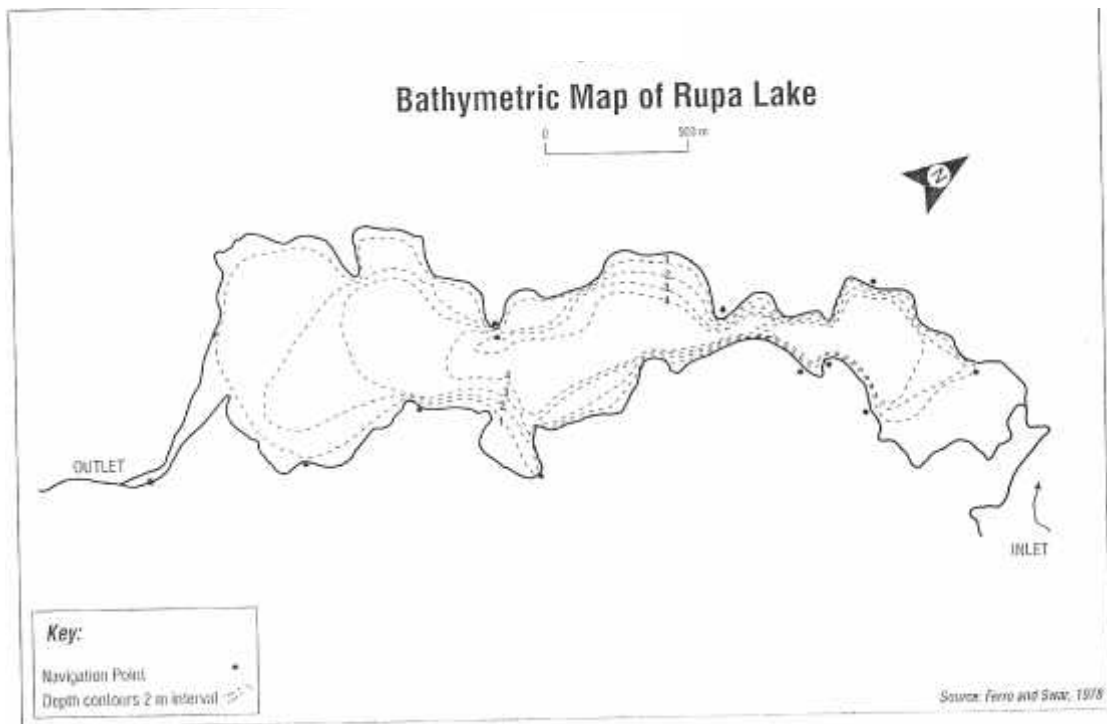 Bathymetric Map of Rupa Lake
0 500 m
N
OUTLET
INLET
Key:
Navigation Point
Depth contours 2 m interval
Source: Ferro and Swar, 1978